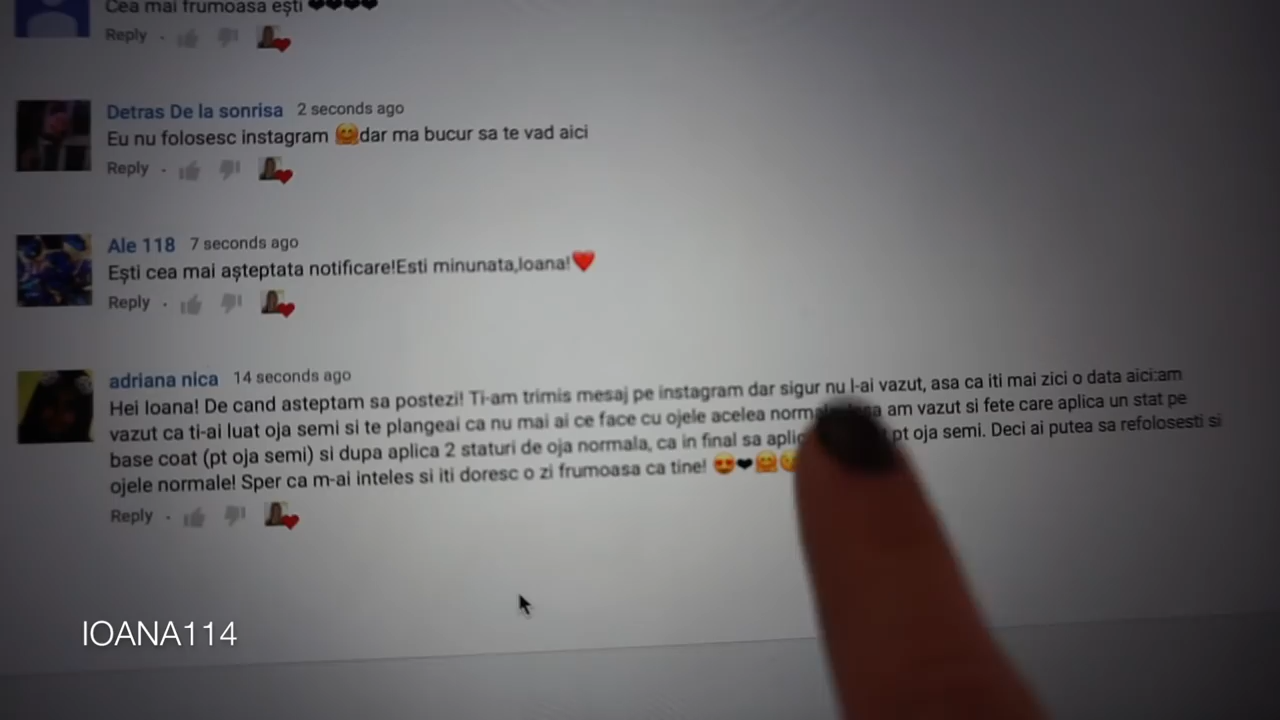 Cea mai frumoasa ești ❤❤❤❤
Reply
Detras De la sonrisa 2 seconds ago
Eu nu folosesc instagram 🤗dar ma bucur sa te vad aici
Reply
Ale 118 7 seconds ago
Ești cea mai așteptata notificare!Esti minunata,Ioana!❤
Reply
adriana nica 14 seconds ago
Hei Ioana! De cand asteptam sa postezi! Ti-am trimis mesaj pe instagram dar sigur nu l-ai vazut, asa ca iti mai zici o data aici:am
vazut ca ti-ai luat oja semi si te plangeai ca nu mai ai ce face cu ojele acelea am vazut si fete care aplica un stat pe
base coat (pt oja semi) si dupa aplica 2 staturi de oja normala, ca in final sa pt oja semi. Deci ai putea sa refolosesti si
ojele normale! Sper ca m-ai inteles si iti doresc o zi frumoasa ca tine! 😍❤🤗
Reply
IOANA114